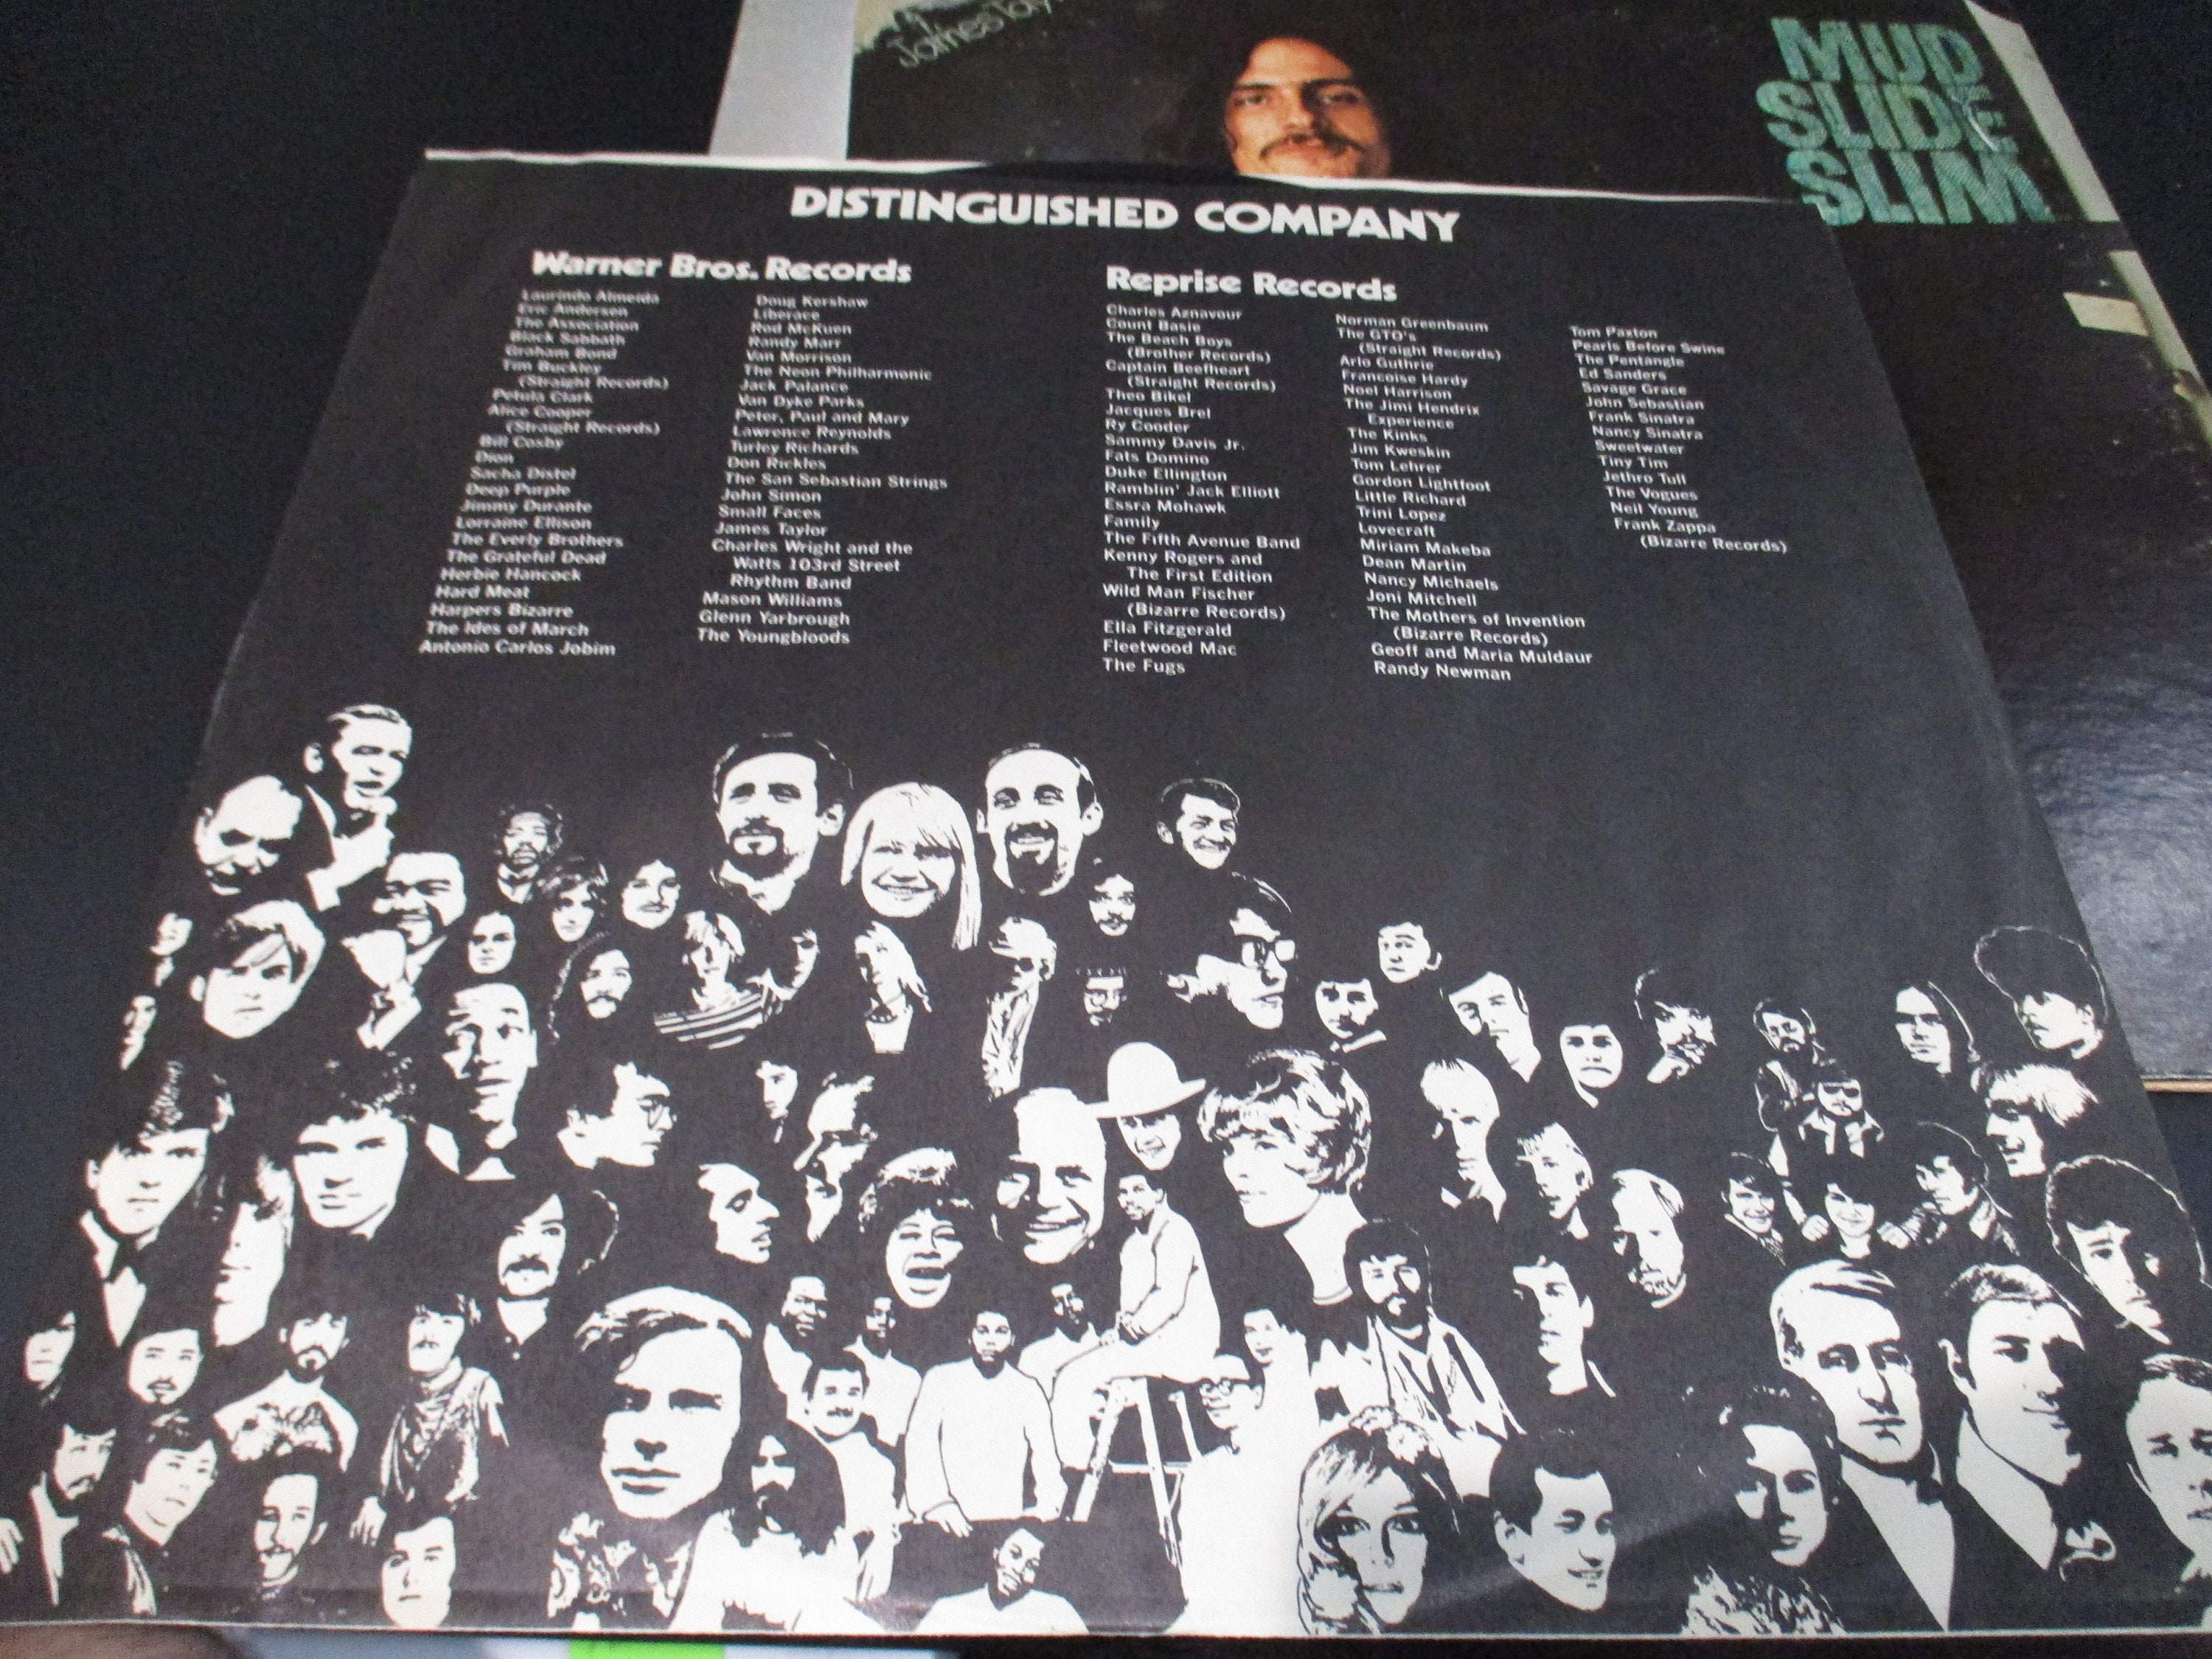 James Tay
MUD
SLIDE
SLIM
DISTINGUISHED COMPANY
Warner Bros. Records
Laurindo Almeida
Eric Andersen
The Association
Black Sabbath
Graham Bond
Tim Buckley
(Straight Records)
Petula Clark
Alice Cooper
(Straight Records)
Bill Cosby
Dion
Sacha Distel
Deep Purple
Jimmy Durante
Lorraine Ellison
The Everly Brothers
The Grateful Dead
Herbie Hancock
Hard Meat
Harpers Bizarre
The Ides of March
Antonio Carlos Jobim
Doug Kershaw
Liberace
Rod McKuen
Randy Marr
Van Morrison
The Neon Philharmonic
Jack Palance
Van Dyke Parks
Peter, Paul and Mary
Lawrence Reynolds
Turley Richards
Don Rickles
The San Sebastian Strings
John Simon
Small Faces
James Taylor
Charles Wright and the
Watts 103rd Street
Rhythm Band
Mason Williams
Glenn Yarbrough
The Youngbloods
Reprise Records
Charles Aznavour
Count Basie
The Beach Boys
(Brother Records)
Captain Beefheart
(Straight Records)
Theo Bikel
Jacques Brel
Ry Cooder
Sammy Davis Jr.
Fats Domino
Duke Ellington
Ramblin' Jack Elliott
Essra Mohawk
Family
The Fifth Avenue Band
Kenny Rogers and
The First Edition
Wild Man Fischer
(Bizarre Records)
Ella Fitzgerald
Fleetwood Mac
The Fugs
Norman Greenbaum
The GTO's
(Straight Records)
Arlo Guthrie
Francoise Hardy
Noel Harrison
The Jimi Hendrix
Experience
The Kinks
Jim Kweskin
Tom Lehrer
Gordon Lightfoot
Little Richard
Trini Lopez
Lovecraft
Miriam Makeba
Dean Martin
Nancy Michaels
Joni Mitchell
The Mothers of Invention
(Bizarre Records)
Geoff and Maria Muldaur
Randy Newman
Tom Paxton
Pearls Before Swine
The Pentangle
Ed Sanders
Savage Grace
John Sebastian
Frank Sinatra
Nancy Sinatra
Sweetwater
Tiny Tim
Jethro Tull
The Vogues
Neil Young
Frank Zappa
(Bizarre Records)